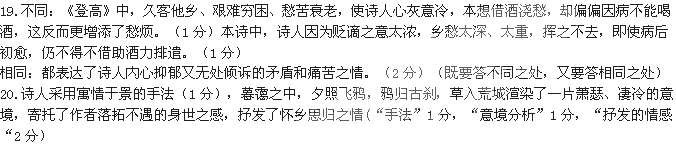 19.不同：《登高》中，久客他乡、艰难穷困、愁苦衰老，使诗人心灰意冷，本想借酒浇愁，却偏偏因病不能喝
酒，这反而更增添了愁烦。（1分）本诗中，诗人因为贬谪之意太浓，乡愁太深、太重，挥之不去，即使病后
初愈，仍不得不借助酒力排遣。（1分）
相同：都表达了诗人内心抑郁又无处倾诉的矛盾和痛苦之情。（2分）（既要答不同之处，又要答相同之处）
20.诗人采用寓情于景的手法（1分），暮霭之中，夕照飞鸦，鸦归古刹，草入荒城渲染了一片萧瑟、凄冷的意
境，寄托了作者落拓不遇的身世之感，抒发了怀乡思归之情(“手法”1分，“意境分析”1分，“抒发的情感
“2分）